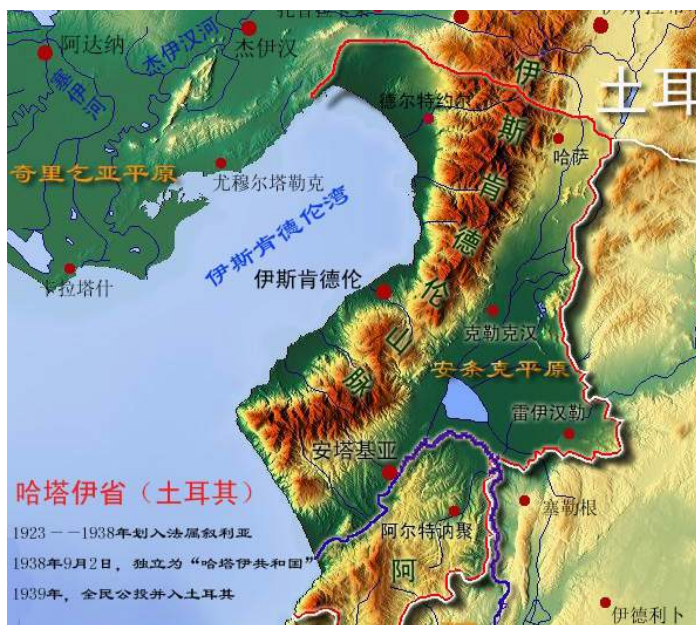 阿达纳
杰伊汉
杰伊汉河
塞伊河
伊斯肯德伦山脉
土耳
德尔特约尔
哈萨
奇里乞亚平原
尤穆尔塔勒克
伊斯肯德伦湾
卡拉塔什
伊斯肯德伦
克勒克汉
安条克平原
雷伊汉勒
安塔基亚
哈塔伊省（土耳其）
塞勒根
1923－－1938年划入法属叙利亚
阿尔特讷聚
1938年9月2日，独立为“哈塔伊共和国”
阿
1939年，全民公投并入土耳其
伊德利卜